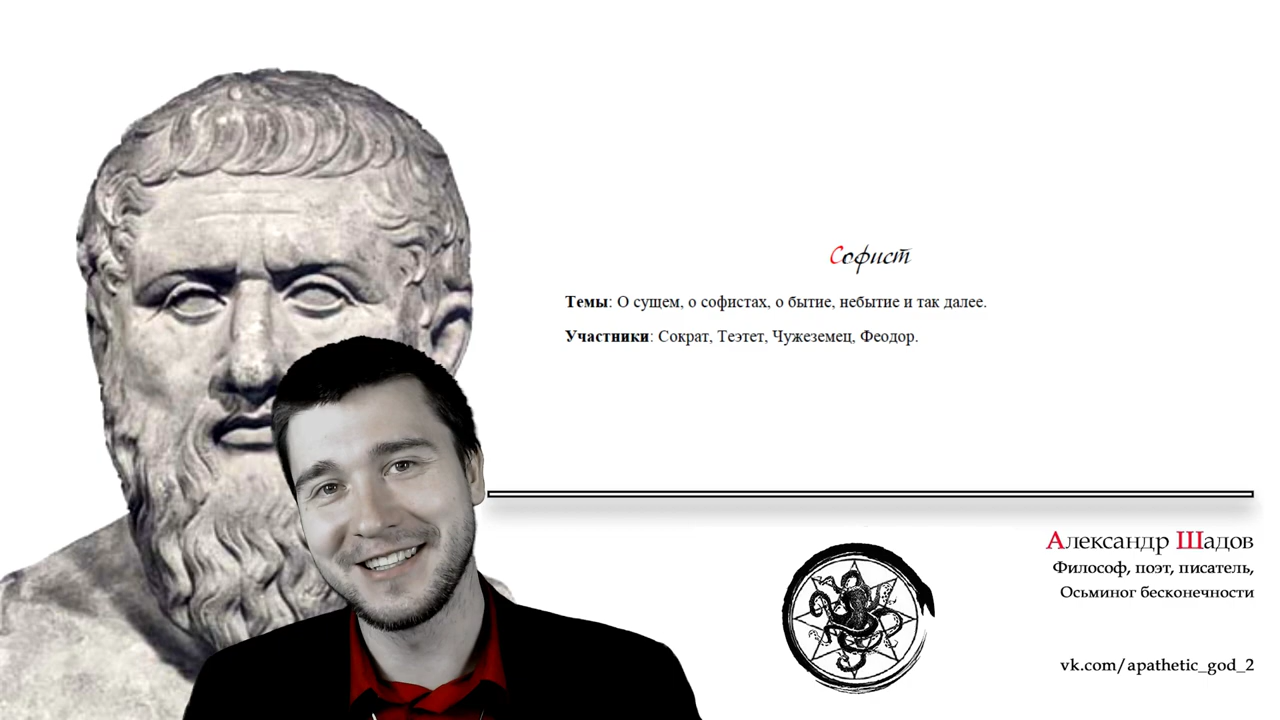 Софист
Темы: О сущем, о софистах, о бытие, небытие и так далее.
Участники: Сократ, Теэтет, Чужеземец, Феодор.
Александр Шадов
Философ, поэт, писатель,
Осьминог бесконечности
vk.com/apathetic_god_2